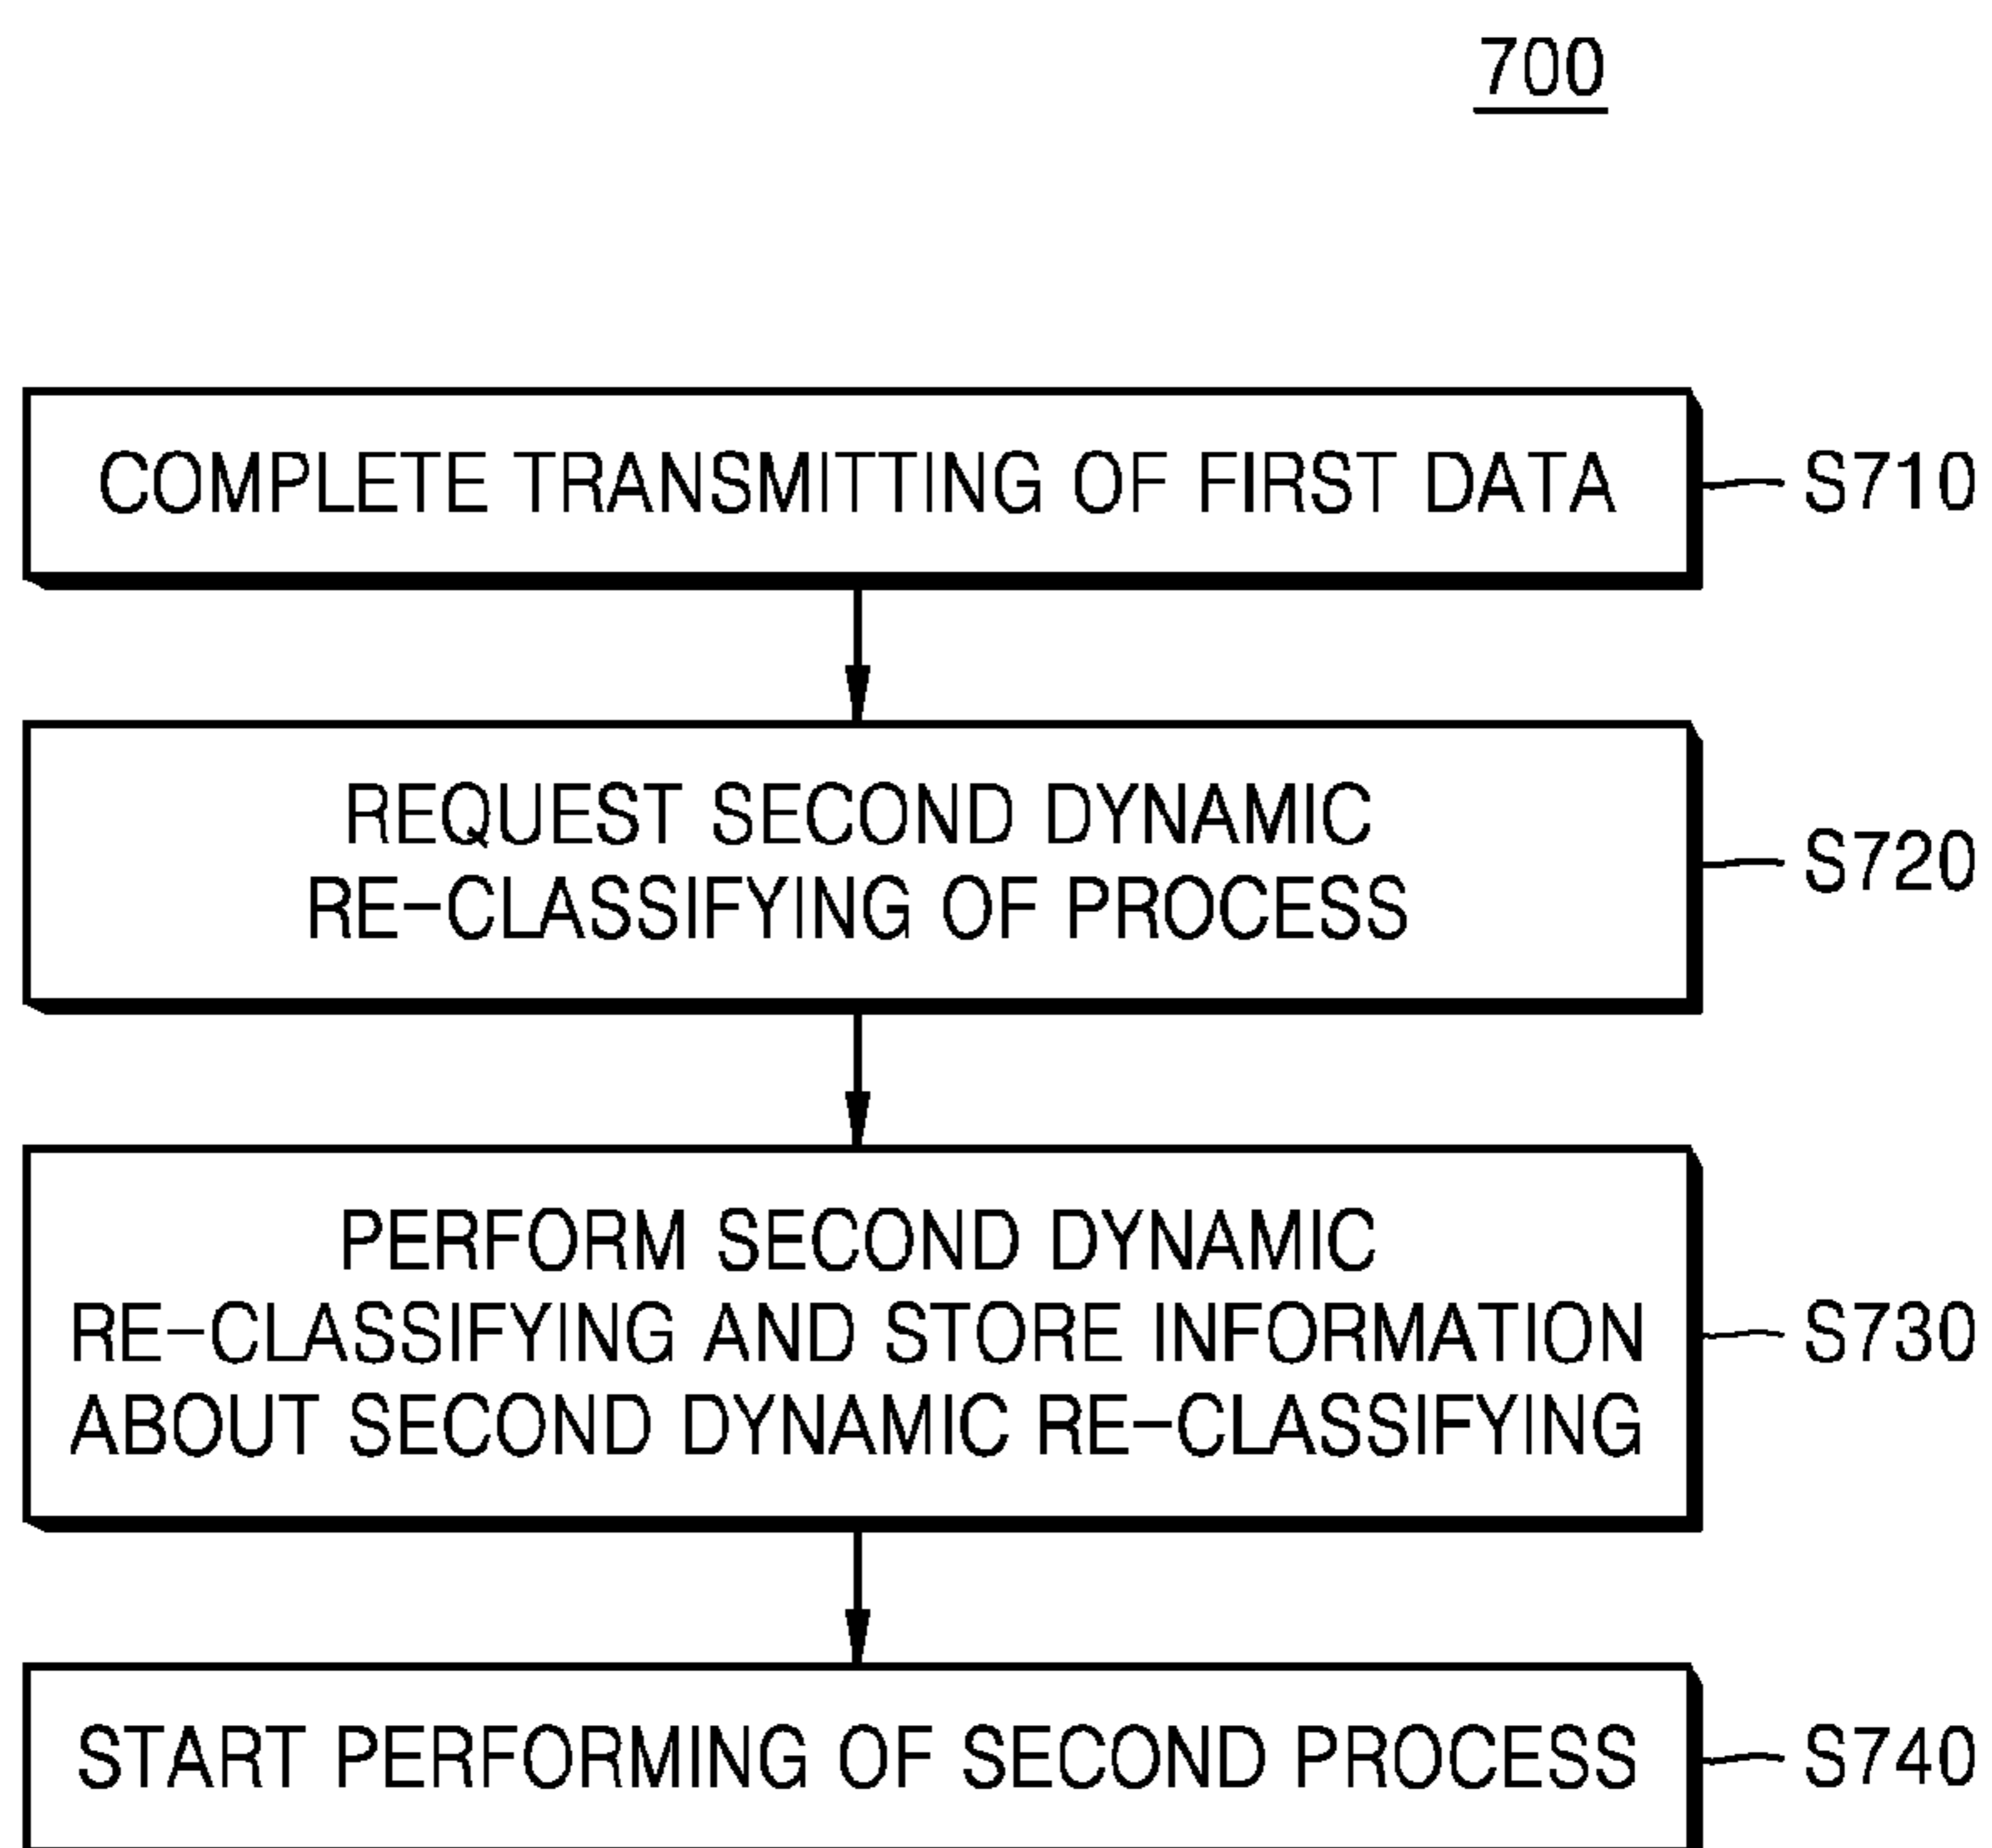 700
COMPLETE TRANSMITTING OF FIRST DATA
S710
REQUEST SECOND DYNAMIC
RE-CLASSIFYING OF PROCESS
S720
PERFORM SECOND DYNAMIC
RE-CLASSIFYING AND STORE INFORMATION
ABOUT SECOND DYNAMIC RE-CLASSIFYING
S730
START PERFORMING OF SECOND PROCESS
S740